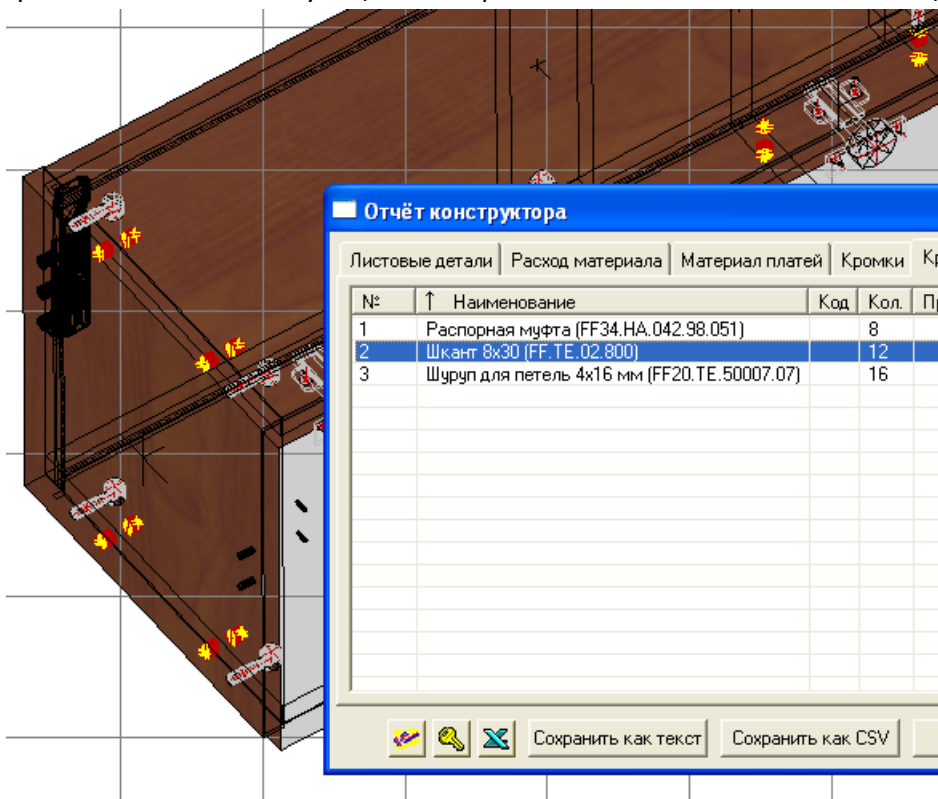 Отчёт конструктора
Листовые детали Расход материала Материал платей Кромки
№ ↑ Наименование Код Кол.
1 Распорная муфта (FF34.HA.042.98.051) 8
2 Шкант 8x30 (FF.TE.02.800) 12
3 Шуруп для петель 4x16 мм (FF20.TE.50007.07) 16
Сохранить как текст Сохранить как CSV